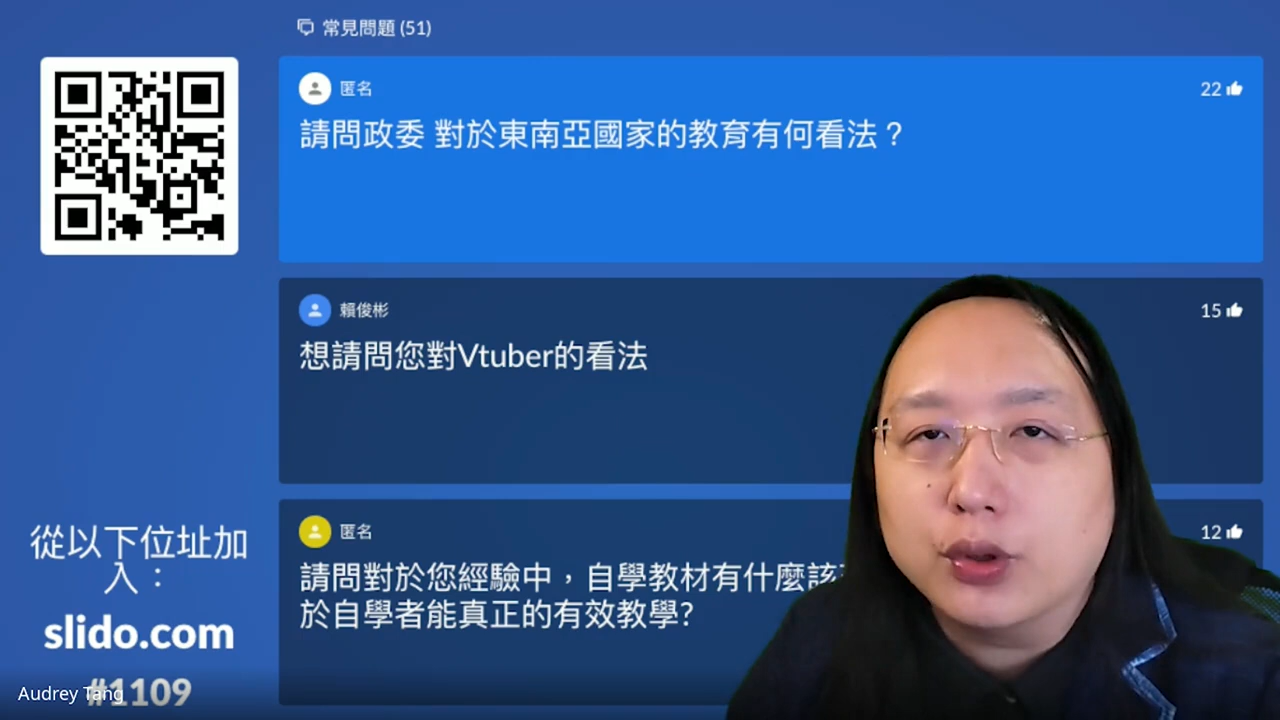 常見問題 (51)
匿名
22
請問政委 對於東南亞國家的教育有何看法？
賴俊彬
15
想請問您對Vtuber的看法
匿名
12
請問對於您經驗中，自學教材有什麼該
於自學者能真正的有效教學?
從以下位址加
入：
slido.com
#1109
Audrey Tang